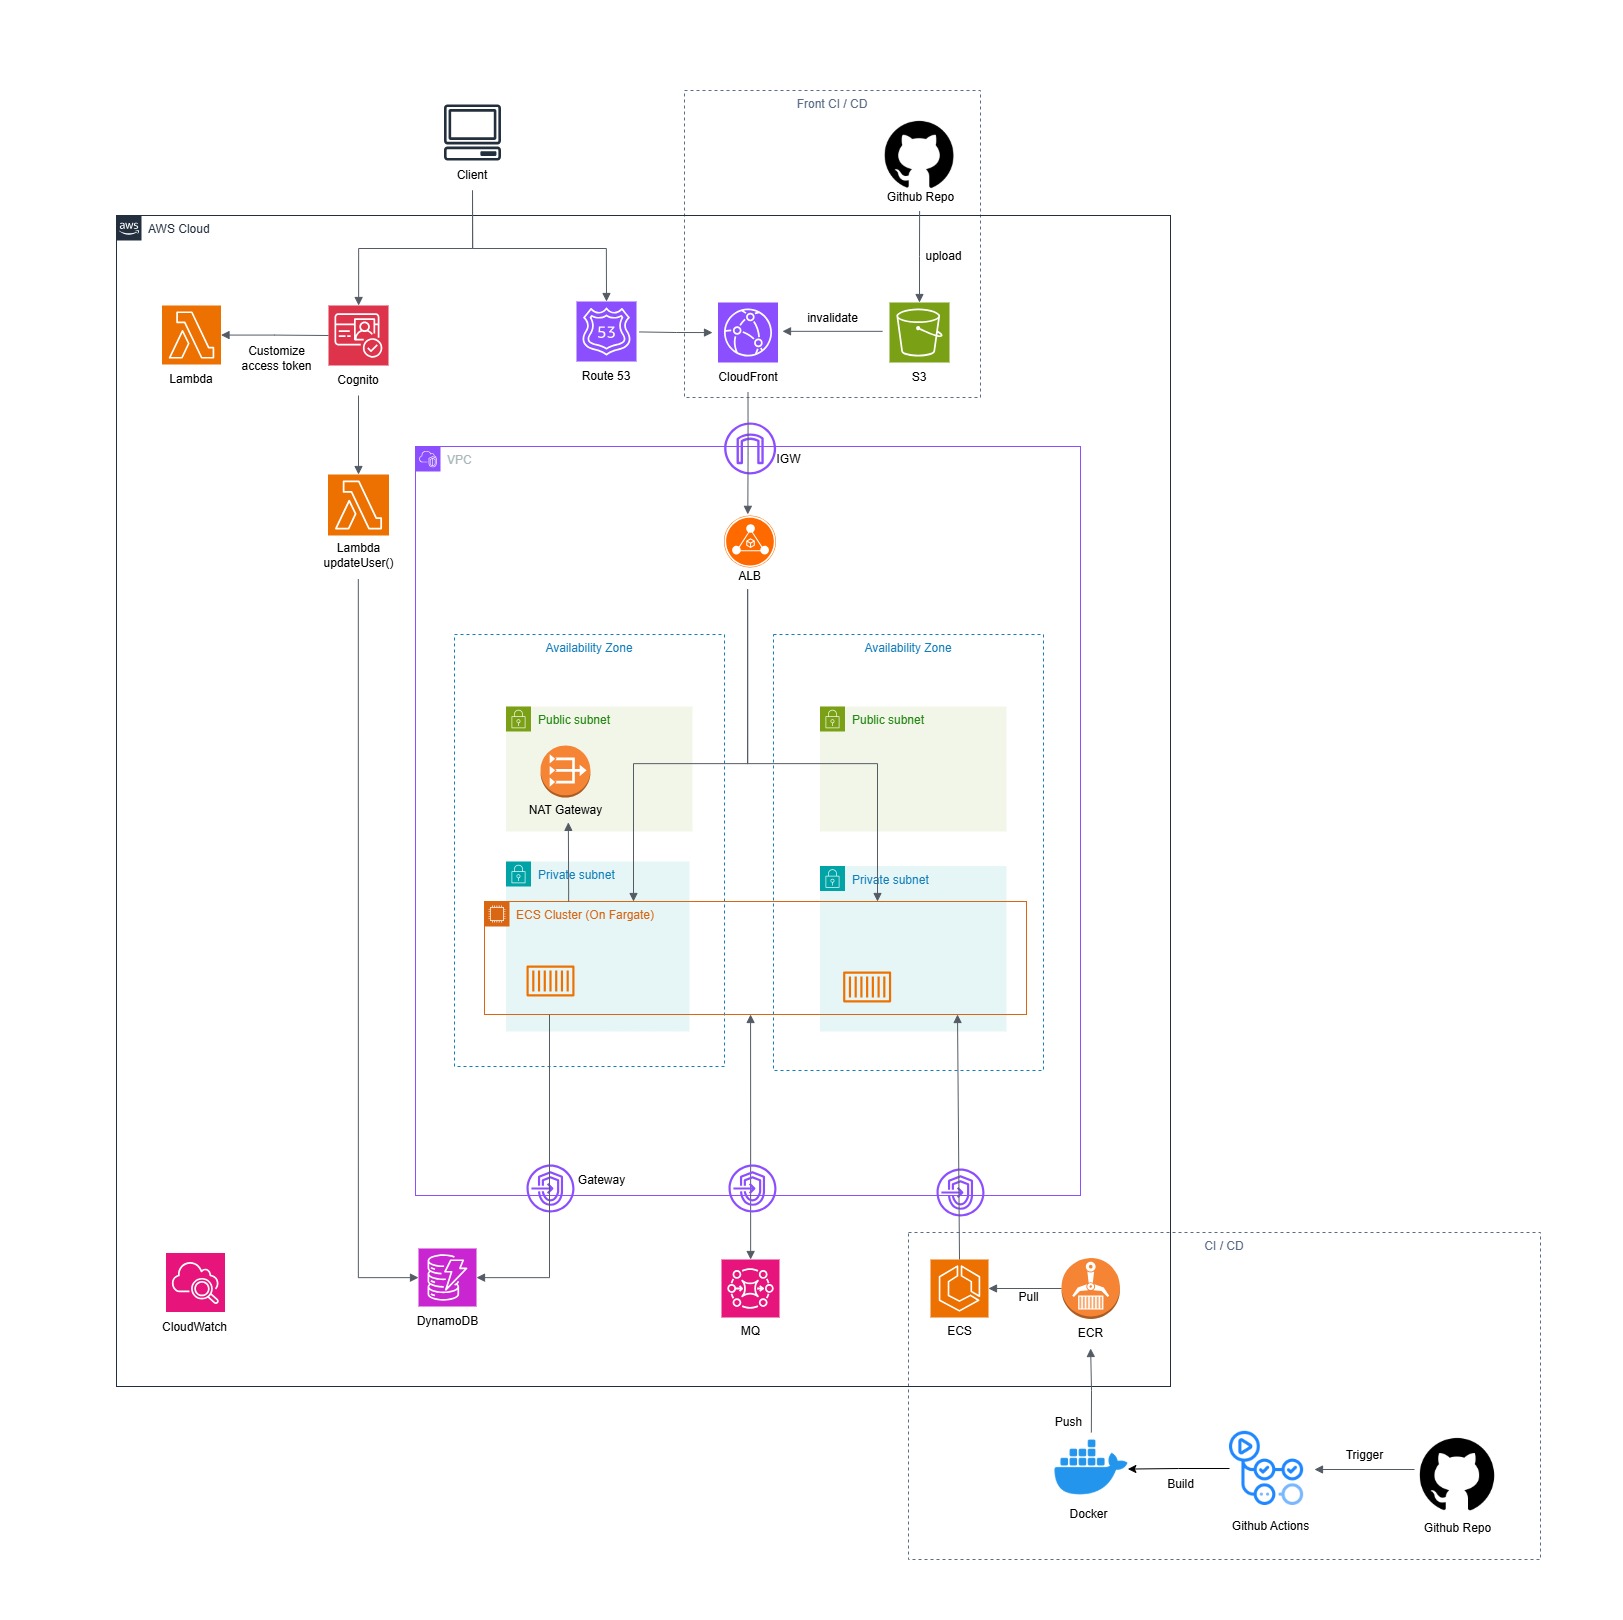 Front CI / CD
Client
Github Repo
aws
AWS Cloud
upload
Lambda
Customize
access token
Cognito
53
Route 53
CloudFront
invalidate
S3
VPC
IGW
Lambda
updateUser()
ALB
Availability Zone
Availability Zone
Public subnet
Public subnet
NAT Gateway
Private subnet
Private subnet
ECS Cluster (On Fargate)
Gateway
CI / CD
CloudWatch
DynamoDB
MQ
ECS
Pull
ECR
Push
Docker
Build
Github Actions
Trigger
Github Repo